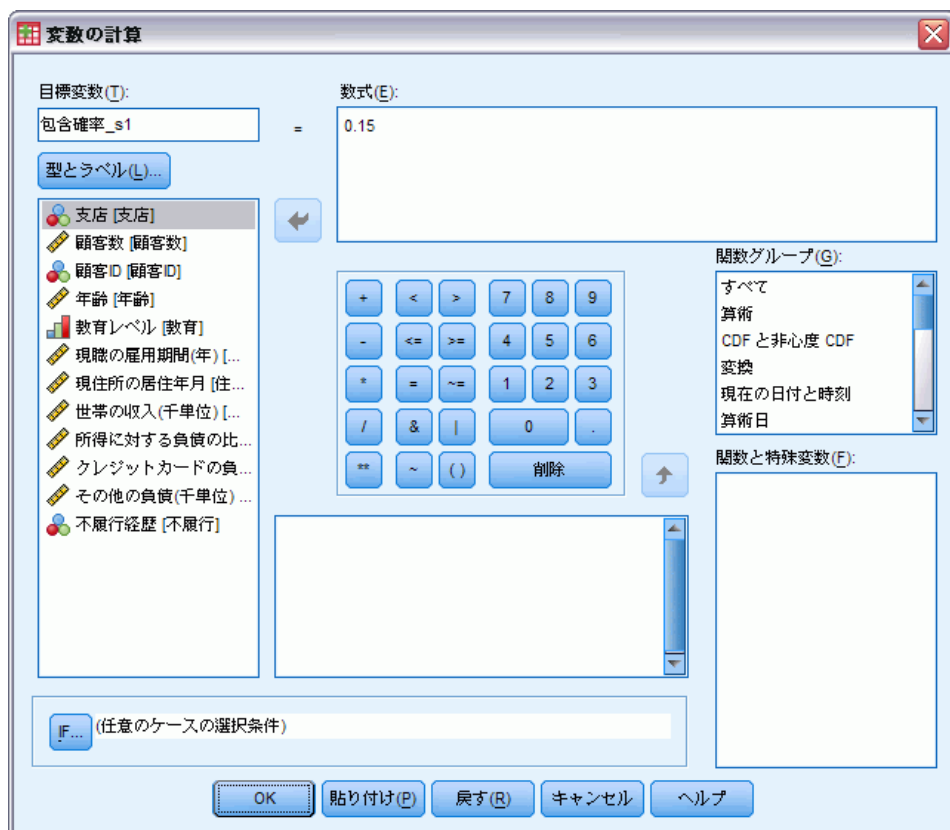 変数の計算
目標変数(T):
包含確率_s1
=
数式(E):
0.15
型とラベル(L)...
支店 [支店]
顧客数 [顧客数]
顧客ID [顧客ID]
年齢 [年齢]
教育レベル [教育]
現職の雇用期間(年) [...
現住所の居住年月 [住...
世帯の収入(千単位) [...
所得に対する負債の比...
クレジットカードの負...
その他の負債(千単位) ...
不履行経歴 [不履行]
+ < > 7 8 9
- <= >= 4 5 6
* = ~= 1 2 3
/ & | 0 .
** ~ ( ) 削除
関数グループ(G):
すべて
算術
CDF と非心度 CDF
変換
現在の日付と時刻
算術日
関数と特殊変数(F):
IF... (任意のケースの選択条件)
OK 貼り付け(P) 戻す(R) キャンセル ヘルプ